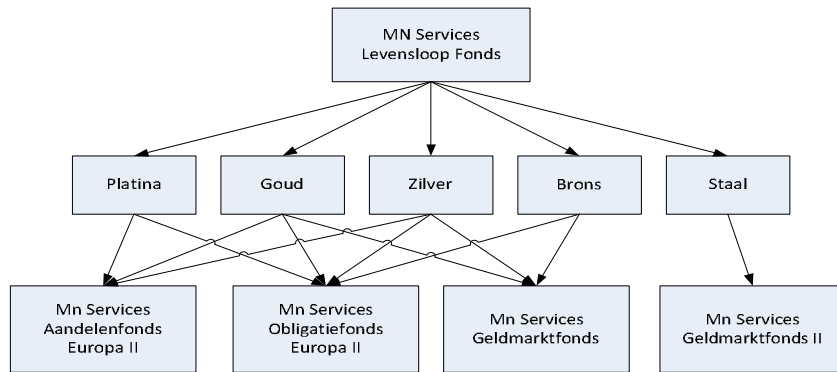 MN Services
Levensloop Fonds
Platina
Goud
Zilver
Brons
Staal
Mn Services
Aandelenfonds
Europa II
Mn Services
Obligatiefonds
Europa II
Mn Services
Geldmarktfonds
Mn Services
Geldmarktfonds II